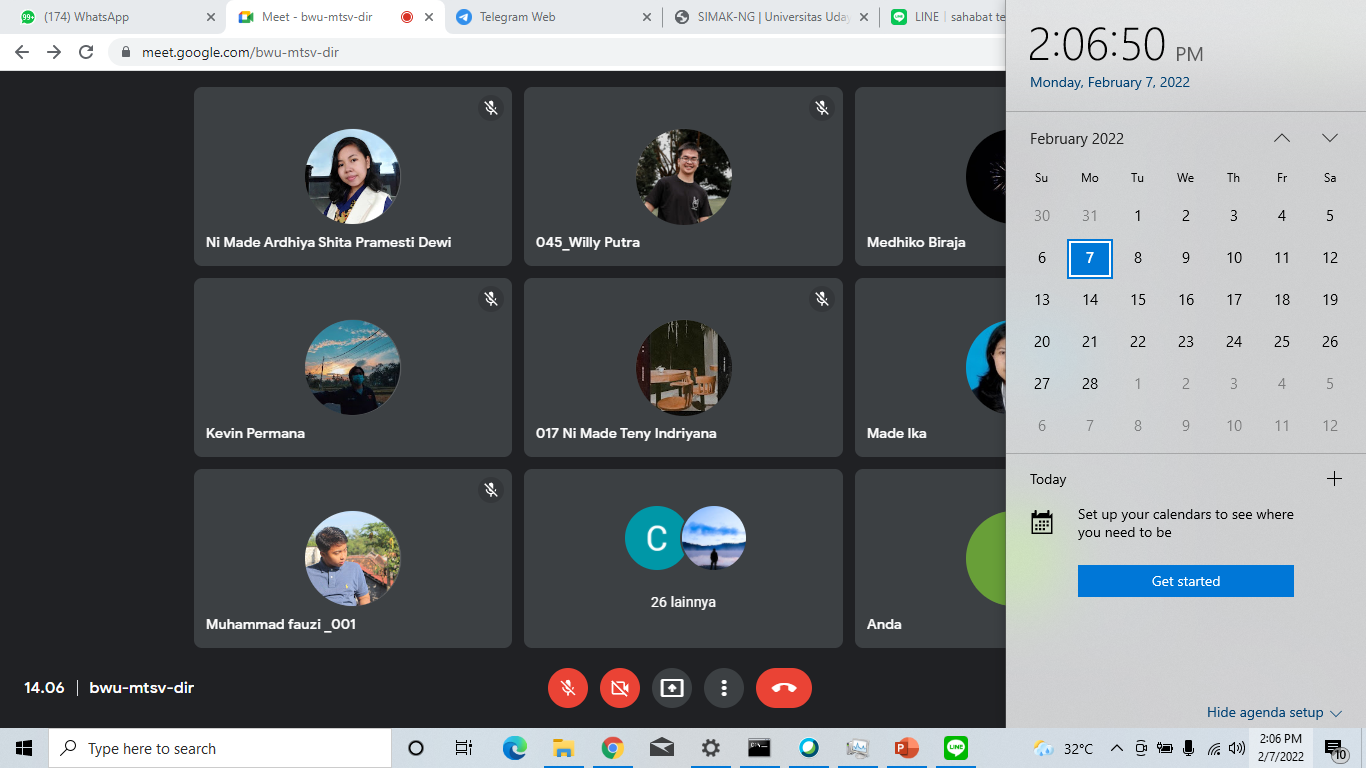 (174) WhatsApp
Meet - bwu-mtsv-dir
Telegram Web
SIMAK-NG | Universitas Uday
LINE | sahabat te
meet.google.com/bwu-mtsv-dir
Ni Made Ardhiya Shita Pramesti Dewi
045_Willy Putra
Medhiko Biraja
Kevin Permana
017 Ni Made Teny Indriyana
Made Ika
Muhammad fauzi _001
C
26 lainnya
Anda
14.06 | bwu-mtsv-dir
2:06:50 PM
Monday, February 7, 2022
February 2022
Su Mo Tu We Th Fr Sa
30 31 1 2 3 4 5
6 7 8 9 10 11 12
13 14 15 16 17 18 19
20 21 22 23 24 25 26
27 28 1 2 3 4 5
6 7 8 9 10 11 12
Today
Set up your calendars to see where
you need to be
Get started
Hide agenda setup
Type here to search
LINE
32°C
2:06 PM
2/7/2022
10